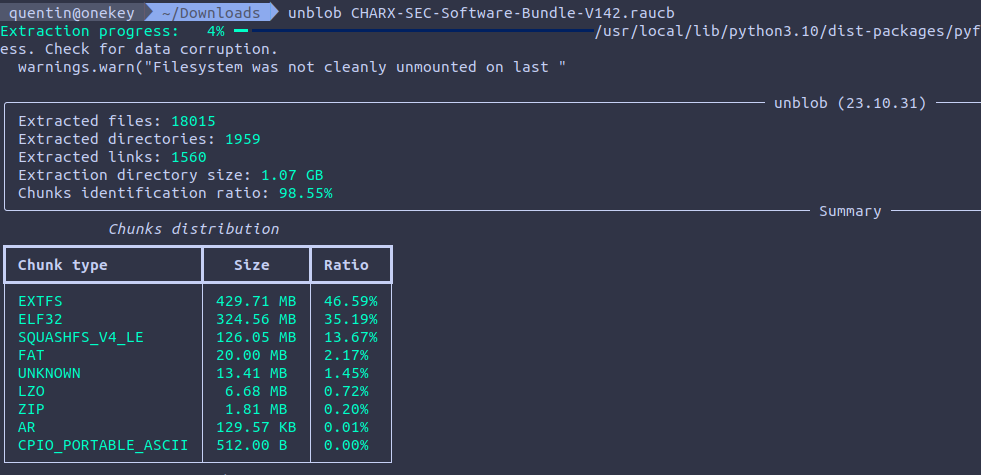 quentin@onekey ~/Downloads unblob CHARX-SEC-Software-Bundle-V142.raucb
Extraction progress: 4% /usr/local/lib/python3.10/dist-packages/pyf
ess. Check for data corruption.
warnings.warn("Filesystem was not cleanly unmounted on last "
unblob (23.10.31)
Extracted files: 18015
Extracted directories: 1959
Extracted links: 1560
Extraction directory size: 1.07 GB
Chunks identification ratio: 98.55%
Summary
Chunks distribution
Chunk type Size Ratio
EXTFS 429.71 MB 46.59%
ELF32 324.56 MB 35.19%
SQUASHFS_V4_LE 126.05 MB 13.67%
FAT 20.00 MB 2.17%
UNKNOWN 13.41 MB 1.45%
LZO 6.68 MB 0.72%
ZIP 1.81 MB 0.20%
AR 129.57 KB 0.01%
CPIO_PORTABLE_ASCII 512.00 B 0.00%